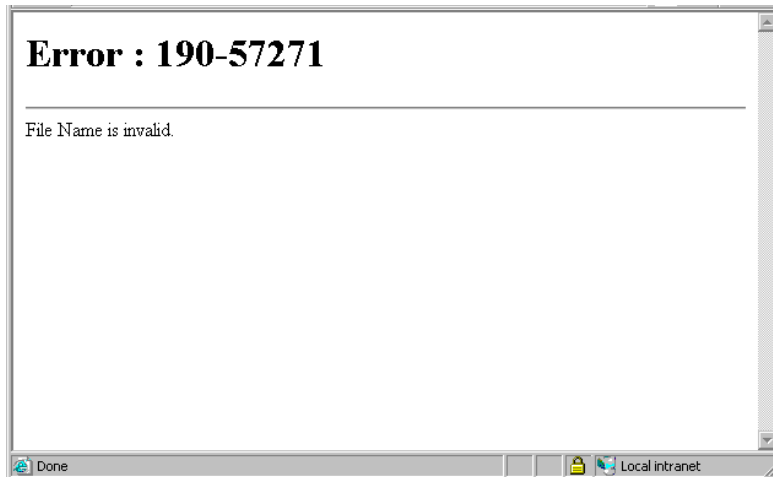 Error : 190-57271
File Name is invalid.
Done
Local intranet